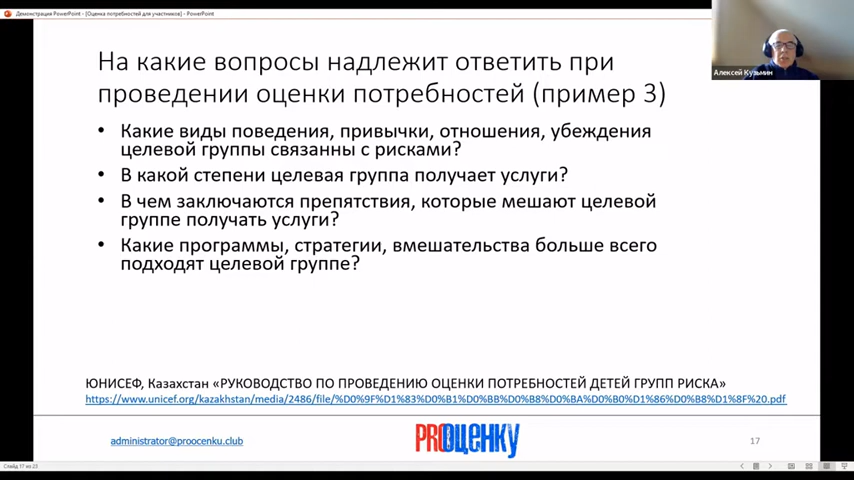 Демонстрация PowerPoint - [Оценка потребностей для участников] - PowerPoint
Алексей Кузьмин
На какие вопросы надлежит ответить при
проведении оценки потребностей (пример 3)
• Какие виды поведения, привычки, отношения, убеждения
целевой группы связанны с рисками?
• В какой степени целевая группа получает услуги?
• В чем заключаются препятствия, которые мешают целевой
группе получать услуги?
• Какие программы, стратегии, вмешательства больше всего
подходят целевой группе?
ЮНИСЕФ, Казахстан «РУКОВОДСТВО ПО ПРОВЕДЕНИЮ ОЦЕНКИ ПОТРЕБНОСТЕЙ ДЕТЕЙ ГРУПП РИСКА»
https://www.unicef.org/kazakhstan/media/2486/file/%D0%9F%D1%83%D0%B1%D0%BB%D0%B8%D0%BA%D0%B0%D1%86%D0%B8%D1%8F%20.pdf
administrator@proocenku.club
PROОЦЕНКУ
17
Слайд 17 из 23